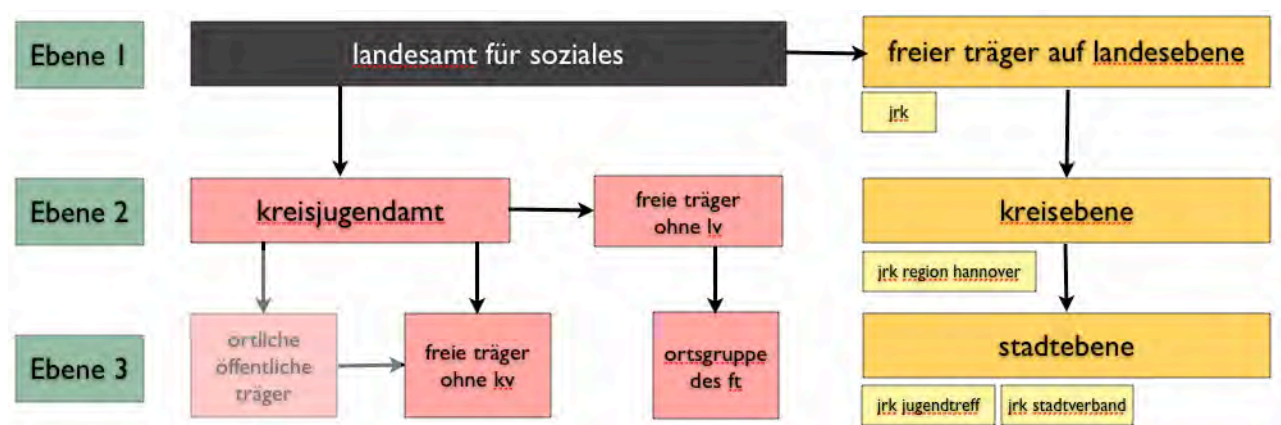 Ebene 1
landesamt für soziales
freier träger auf landesebene
jrk
Ebene 2
kreisjugendamt
freie träger
ohne lv
kreisebene
jrk region hannover
Ebene 3
örtliche
öffentliche
träger
freie träger
ohne kv
ortsgruppe
des ft
stadtebene
jrk jugendtreff
jrk stadtverband